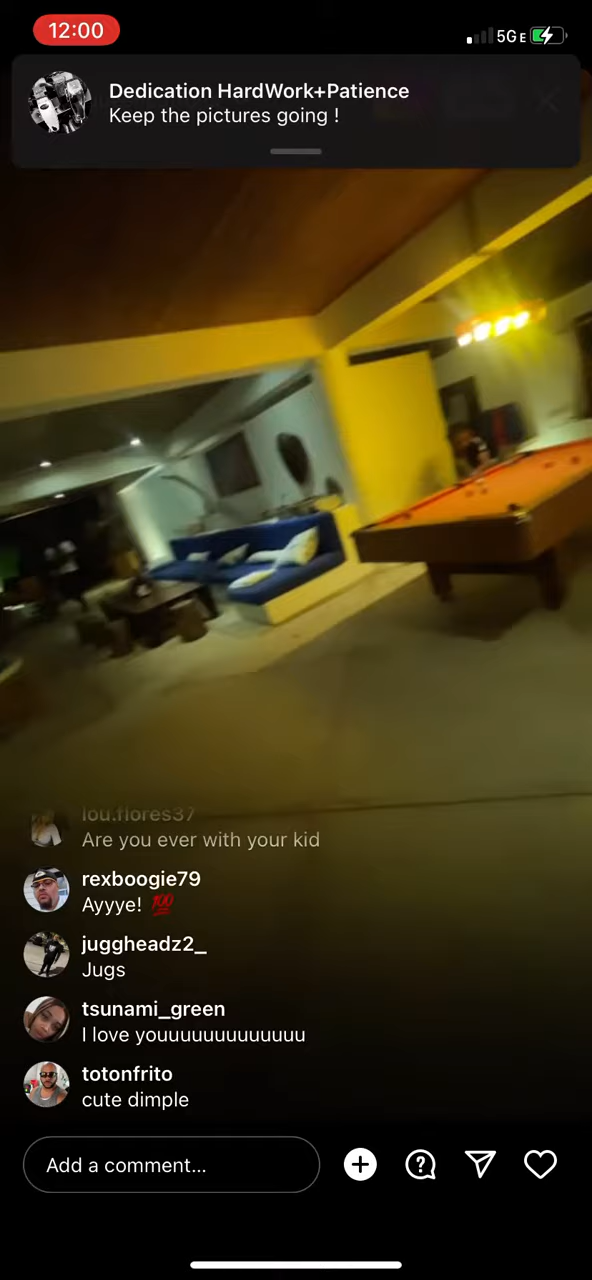 12:00
5GE
Dedication HardWork+Patience
Keep the pictures going !
lou.flores37
Are you ever with your kid
rexboogie79
Ayyye! 💯
juggheadz2_
Jugs
tsunami_green
I love youuuuuuuuuuuuu
totonfrito
cute dimple
Add a comment...